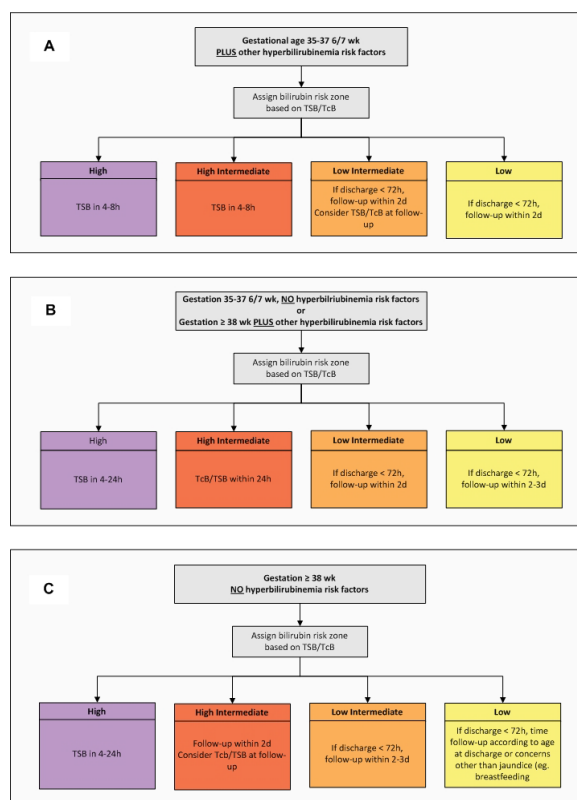 A
Gestational age 35-37 6/7 wk
PLUS other hyperbilirubinemia risk factors
Assign bilirubin risk zone
based on TSB/TcB
High
TSB in 4-8h
High Intermediate
TSB in 4-8h
Low Intermediate
If discharge < 72h,
follow-up within 2d
Consider TSB/TcB at follow-
up
Low
If discharge < 72h,
follow-up within 2d
B
Gestation 35-37 6/7 wk, NO hyperbilriubinemia risk factors
or
Gestation ≥ 38 wk PLUS other hyperbilirubinemia risk factors
Assign bilirubin risk zone
based on TSB/TcB
High
TSB in 4-24h
High Intermediate
TcB/TSB within 24h
Low Intermediate
If discharge < 72h,
follow-up within 2d
Low
If discharge < 72h,
follow-up within 2-3d
C
Gestation ≥ 38 wk
NO hyperbilirubinemia risk factors
Assign bilirubin risk zone
based on TSB/TcB
High
TSB in 4-24h
High Intermediate
Follow-up within 2d
Consider Tcb/TSB at follow-
up
Low Intermediate
If discharge < 72h,
follow-up within 2-3d
Low
If discharge < 72h, time
follow-up according to age
at discharge or concerns
other than jaundice (eg.
breastfeeding